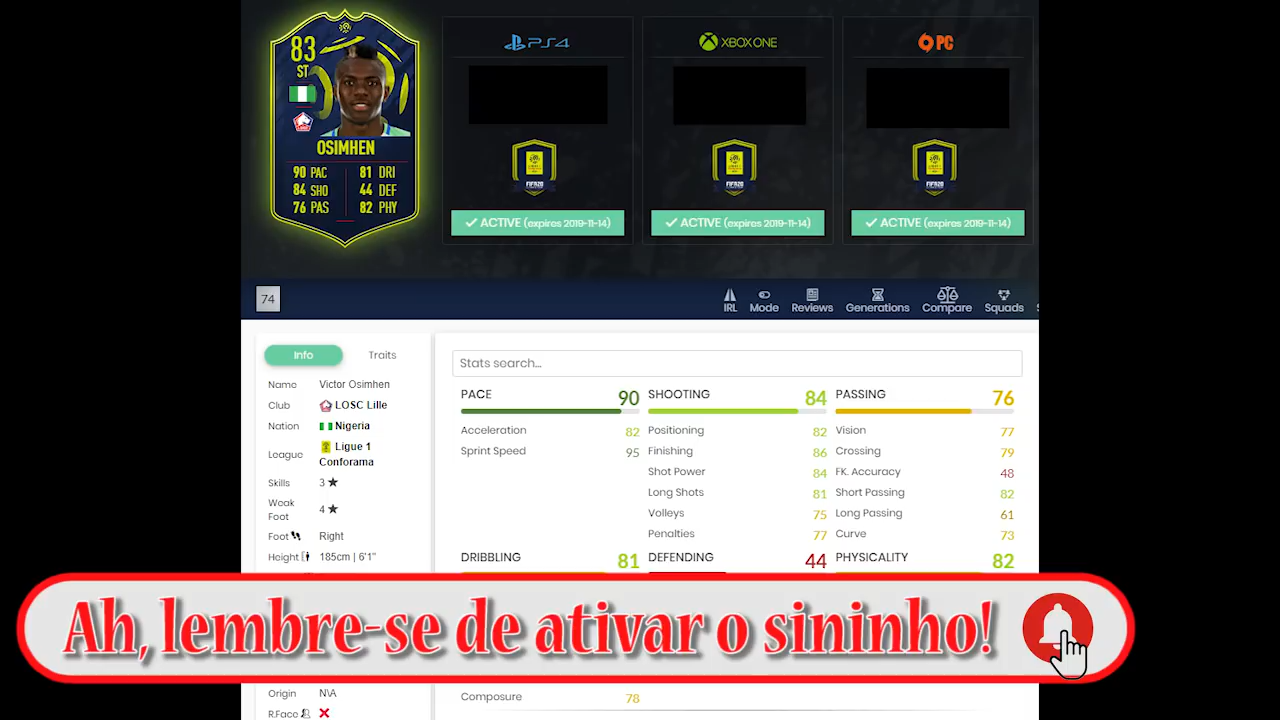 83
ST
OSIMHEN
90 PAC 81 DRI
84 SHO 44 DEF
76 PAS 82 PHY
PS4
XBOX ONE
PC
FIFA20
FIFA20
FIFA20
ACTIVE (expires 2019-11-14)
ACTIVE (expires 2019-11-14)
ACTIVE (expires 2019-11-14)
74
IRL Mode Reviews Generations Compare Squads
Info Traits
Name Victor Osimhen
Club LOSC Lille
Nation Nigeria
League Ligue 1
Conforama
Skills 3
Weak
Foot 4
Foot Right
Height 185cm | 6'1"
Stats search...
PACE 90
Acceleration 82
Sprint Speed 95
SHOOTING 84
Positioning 82
Finishing 86
Shot Power 84
Long Shots 81
Volleys 75
Penalties 77
PASSING 76
Vision 77
Crossing 79
FK. Accuracy 48
Short Passing 82
Long Passing 61
Curve 73
DRIBBLING 81
DEFENDING 44
PHYSICALITY 82
Ah, lembre-se de ativar o sininho!
Origin N\A
R.Face
Composure 78